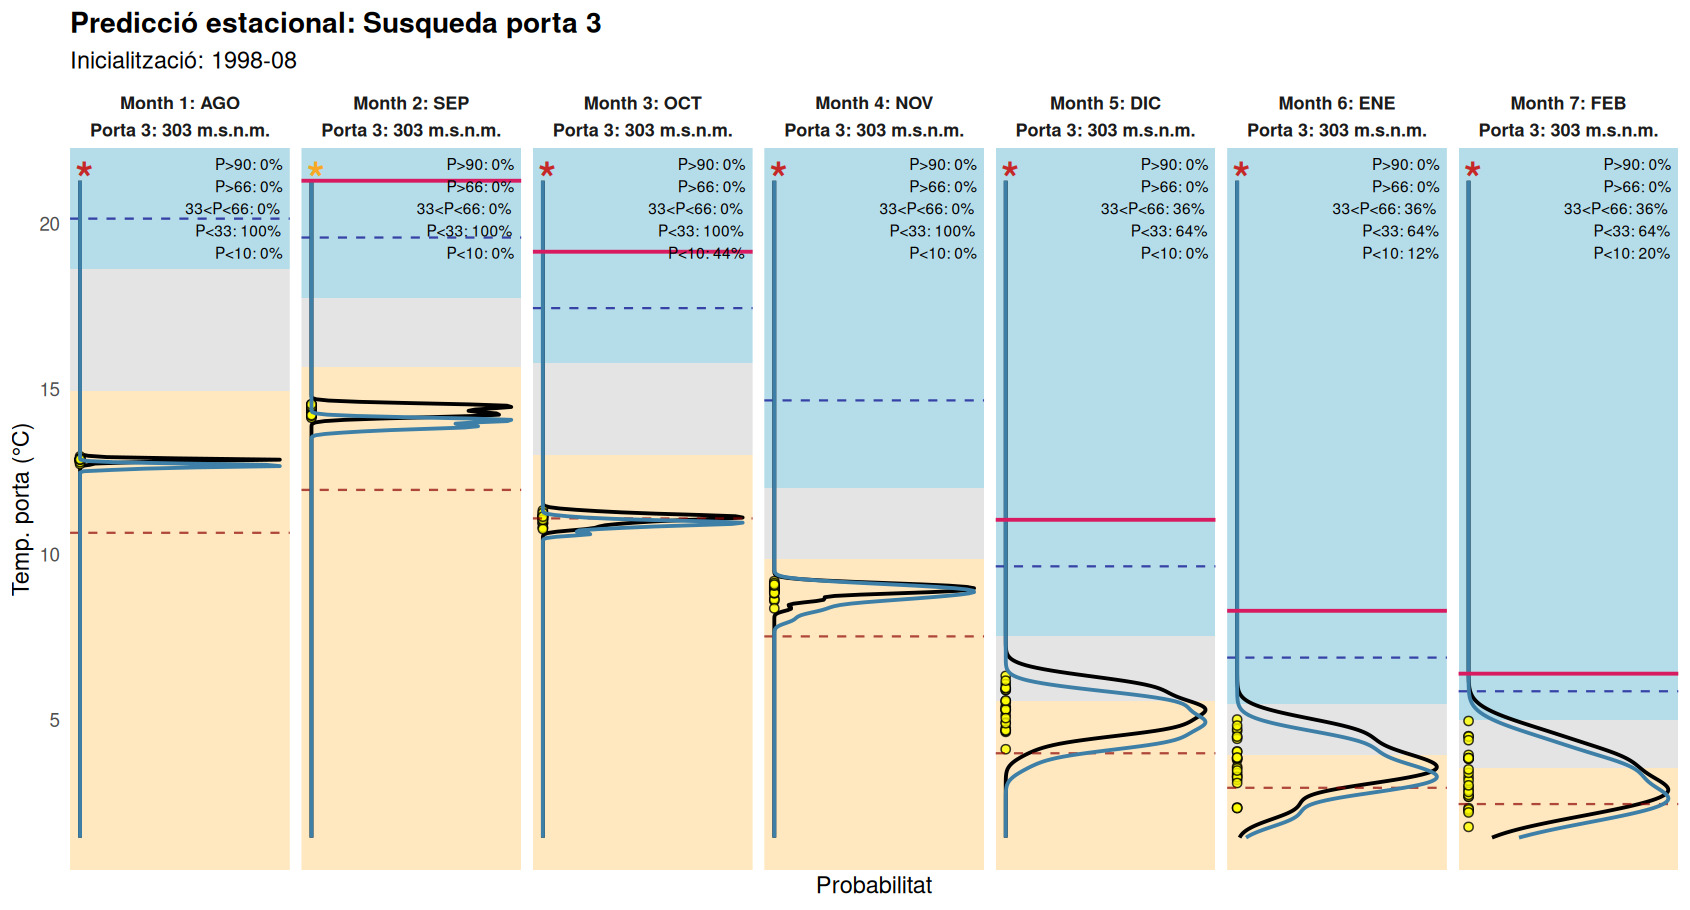 Predicció estacional: Susqueda porta 3
Inicialització: 1998-08
Month 1: AGO
Porta 3: 303 m.s.n.m.
Month 2: SEP
Porta 3: 303 m.s.n.m.
Month 3: OCT
Porta 3: 303 m.s.n.m.
Month 4: NOV
Porta 3: 303 m.s.n.m.
Month 5: DIC
Porta 3: 303 m.s.n.m.
Month 6: ENE
Porta 3: 303 m.s.n.m.
Month 7: FEB
Porta 3: 303 m.s.n.m.
*
P>90: 0%
P>66: 0%
33<P<66: 0%
P<33: 100%
P<10: 0%
*
P>90: 0%
P>66: 0%
33<P<66: 0%
P<33: 100%
P<10: 0%
*
P>90: 0%
P>66: 0%
33<P<66: 0%
P<33: 100%
P<10: 44%
*
P>90: 0%
P>66: 0%
33<P<66: 0%
P<33: 100%
P<10: 0%
*
P>90: 0%
P>66: 0%
33<P<66: 36%
P<33: 64%
P<10: 0%
*
P>90: 0%
P>66: 0%
33<P<66: 36%
P<33: 64%
P<10: 12%
*
P>90: 0%
P>66: 0%
33<P<66: 36%
P<33: 64%
P<10: 20%
20
15
10
5
Temp. porta (°C)
Probabilitat